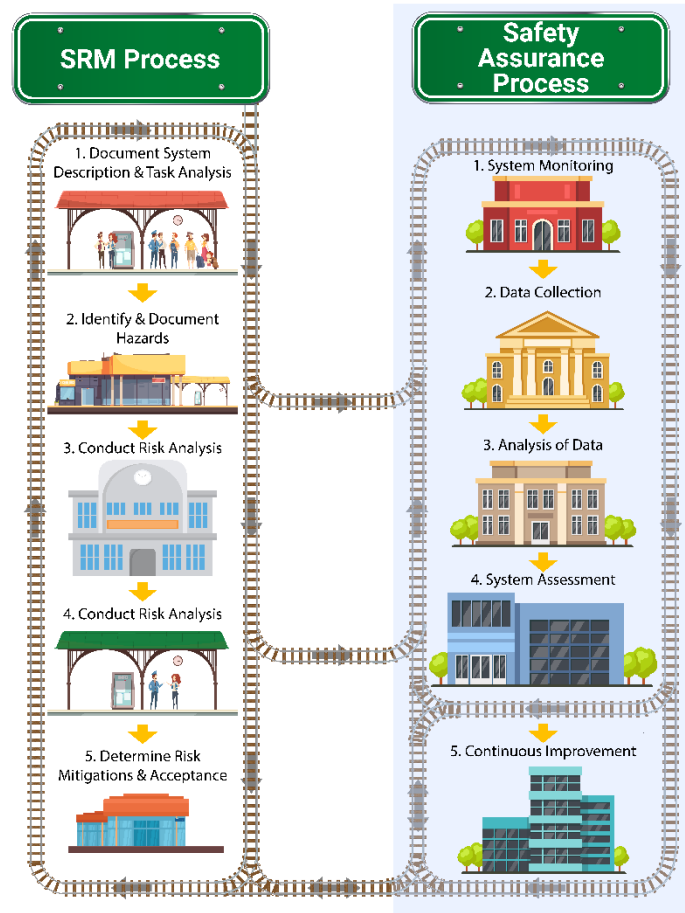 SRM Process
1. Document System
Description & Task Analysis
2. Identify & Document
Hazards
3. Conduct Risk Analysis
4. Conduct Risk Analysis
5. Determine Risk
Mitigations & Acceptance
Safety
Assurance
Process
1. System Monitoring
2. Data Collection
3. Analysis of Data
4. System Assessment
5. Continuous Improvement